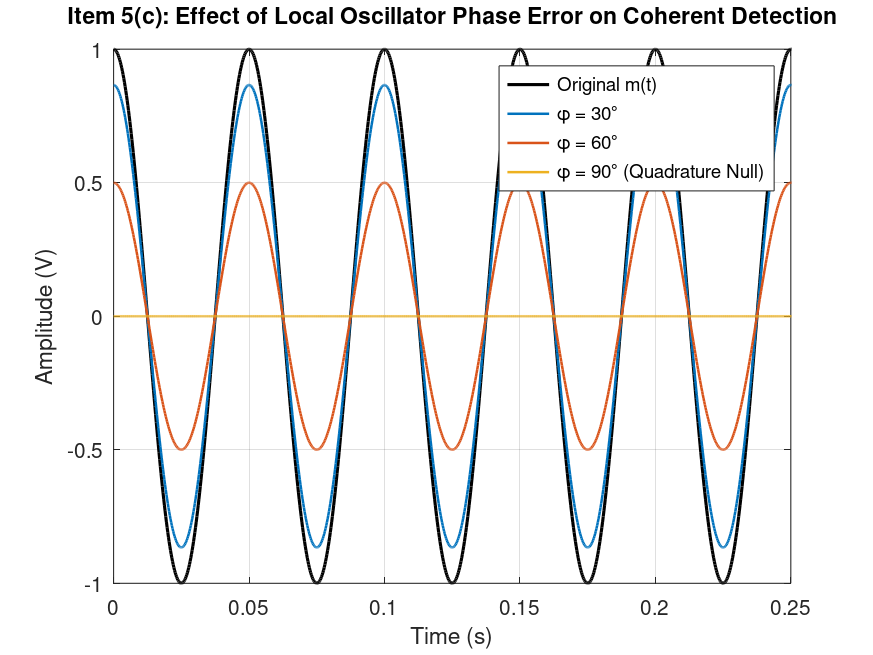 Item 5(c): Effect of Local Oscillator Phase Error on Coherent Detection
1
0.5
0
-0.5
-1
Amplitude (V)
Original m(t)
φ = 30°
φ = 60°
φ = 90° (Quadrature Null)
0 0.05 0.1 0.15 0.2 0.25
Time (s)